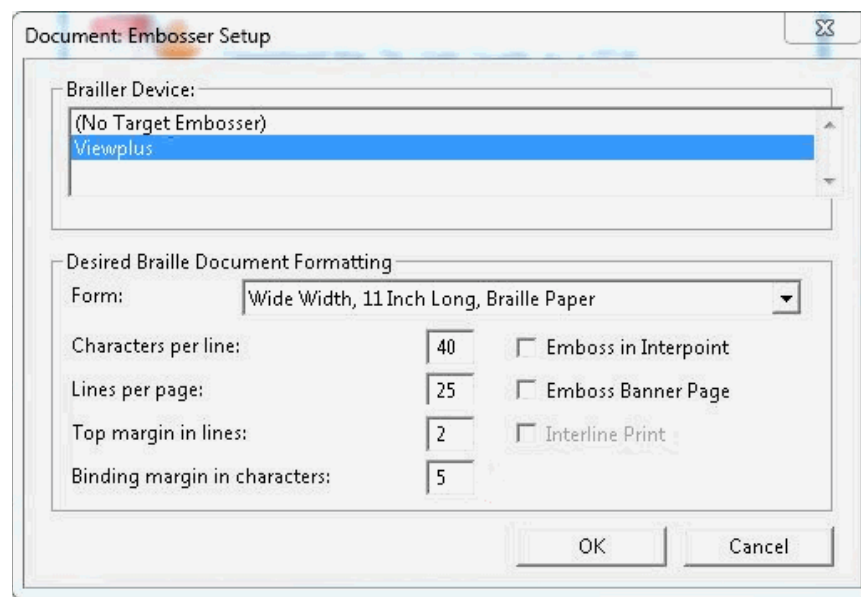 Document: Embosser Setup
Brailler Device:
(No Target Embosser)
Viewplus
Desired Braille Document Formatting
Form: Wide Width, 11 Inch Long, Braille Paper
Characters per line: 40 Emboss in Interpoint
Lines per page: 25 Emboss Banner Page
Top margin in lines: 2 Interline Print
Binding margin in characters: 5
OK Cancel